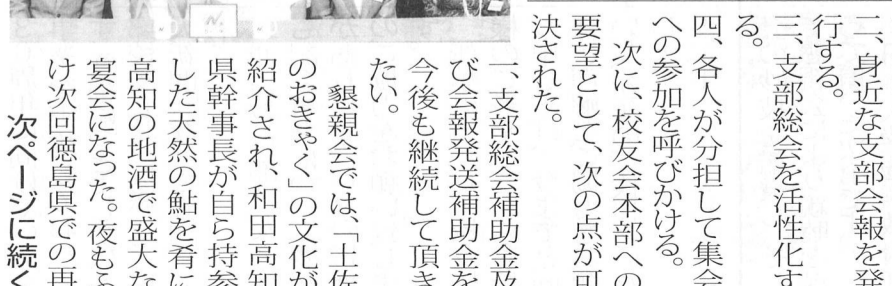 二、身近な支部会報を発
行する。
三、支部総会を活性化す
る。
四、各人が分担して集会
への参加を呼びかける。
次に、校友会本部への
要望として、次の点が可
決された。
一、支部総会補助金及
び会報発送補助金を
今後も継続して頂き
たい。
懇親会では、「土佐
のおきゃく」の文化が
紹介され、和田高知
県幹事長が自ら持参
した天然の鮎を肴に
高知の地酒で盛大な
宴会になった。夜もふ
け次回徳島県での再
次ページに続く